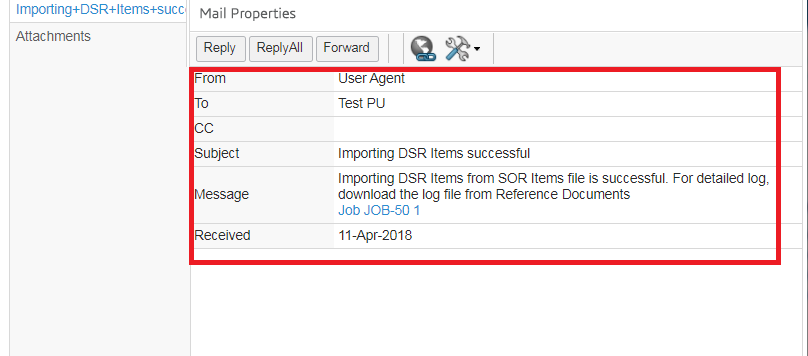 Importing+DSR+Items+succ
Attachments
Mail Properties
Reply ReplyAll Forward
From User Agent
To Test PU
CC
Subject Importing DSR Items successful
Message Importing DSR Items from SOR Items file is successful. For detailed log,
download the log file from Reference Documents
Job JOB-50 1
Received 11-Apr-2018